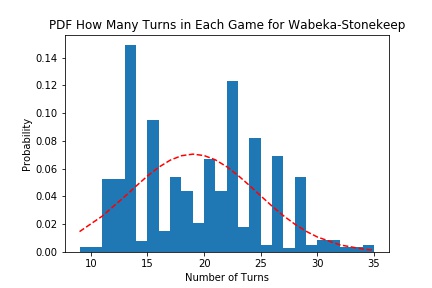 PDF How Many Turns in Each Game for Wabeka-Stonekeep
0.14
0.12
0.10
0.08
0.06
0.04
0.02
0.00
Probability
10 15 20 25 30 35
Number of Turns